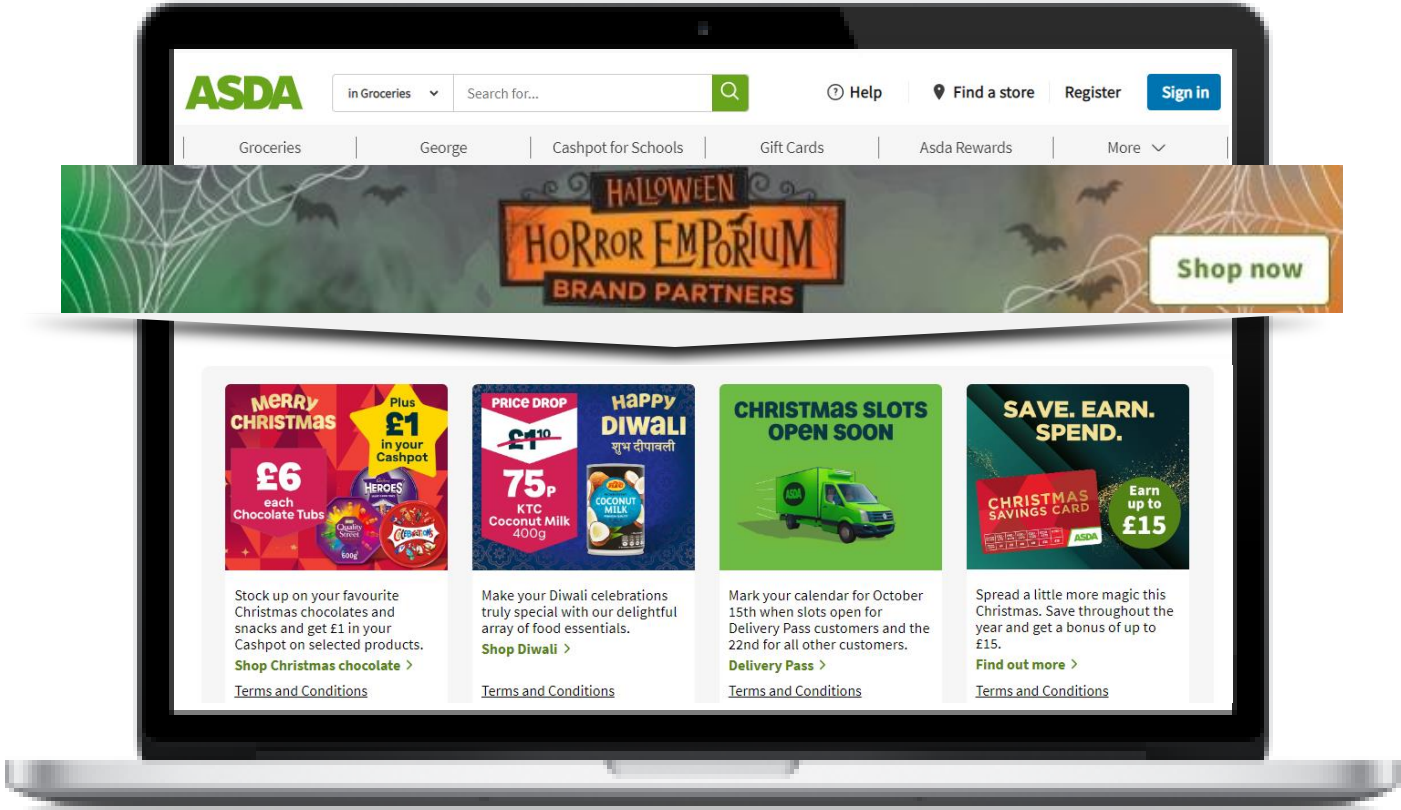 ASDA
in Groceries
Search for...
Help
Find a store
Register
Sign in
Groceries
George
Cashpot for Schools
Gift Cards
Asda Rewards
More
HALLOWEEN
HORROR EMPORIUM
BRAND PARTNERS
Shop now
MERRY
CHRISTMAS
Plus
£1
in your
Cashpot
£6
each
Chocolate Tubs
HEROES
Quality
Street
600g
CELEBRATIONS
Stock up on your favourite
Christmas chocolates and
snacks and get £1 in your
Cashpot on selected products.
Shop Christmas chocolate >
Terms and Conditions
PRICE DROP
£1.10
75p
KTC
Coconut Milk
400g
HAPPY
DIWALI
शुभ दीपावली
KTC
COCONUT
MILK
Make your Diwali celebrations
truly special with our delightful
array of food essentials.
Shop Diwali >
Terms and Conditions
CHRISTMAS SLOTS
OPEN SOON
ASDA
Mark your calendar for October
15th when slots open for
Delivery Pass customers and the
22nd for all other customers.
Delivery Pass >
Terms and Conditions
SAVE. EARN.
SPEND.
CHRISTMAS
SAVINGS CARD
ASDA
Earn
up to
£15
Spread a little more magic this
Christmas. Save throughout the
year and get a bonus of up to
£15.
Find out more >
Terms and Conditions